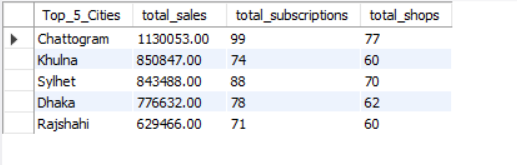 Top_5_Cities total_sales total_subscriptions total_shops
Chattogram 1130053.00 99 77
Khulna 850847.00 74 60
Sylhet 843488.00 88 70
Dhaka 776632.00 78 62
Rajshahi 629466.00 71 60